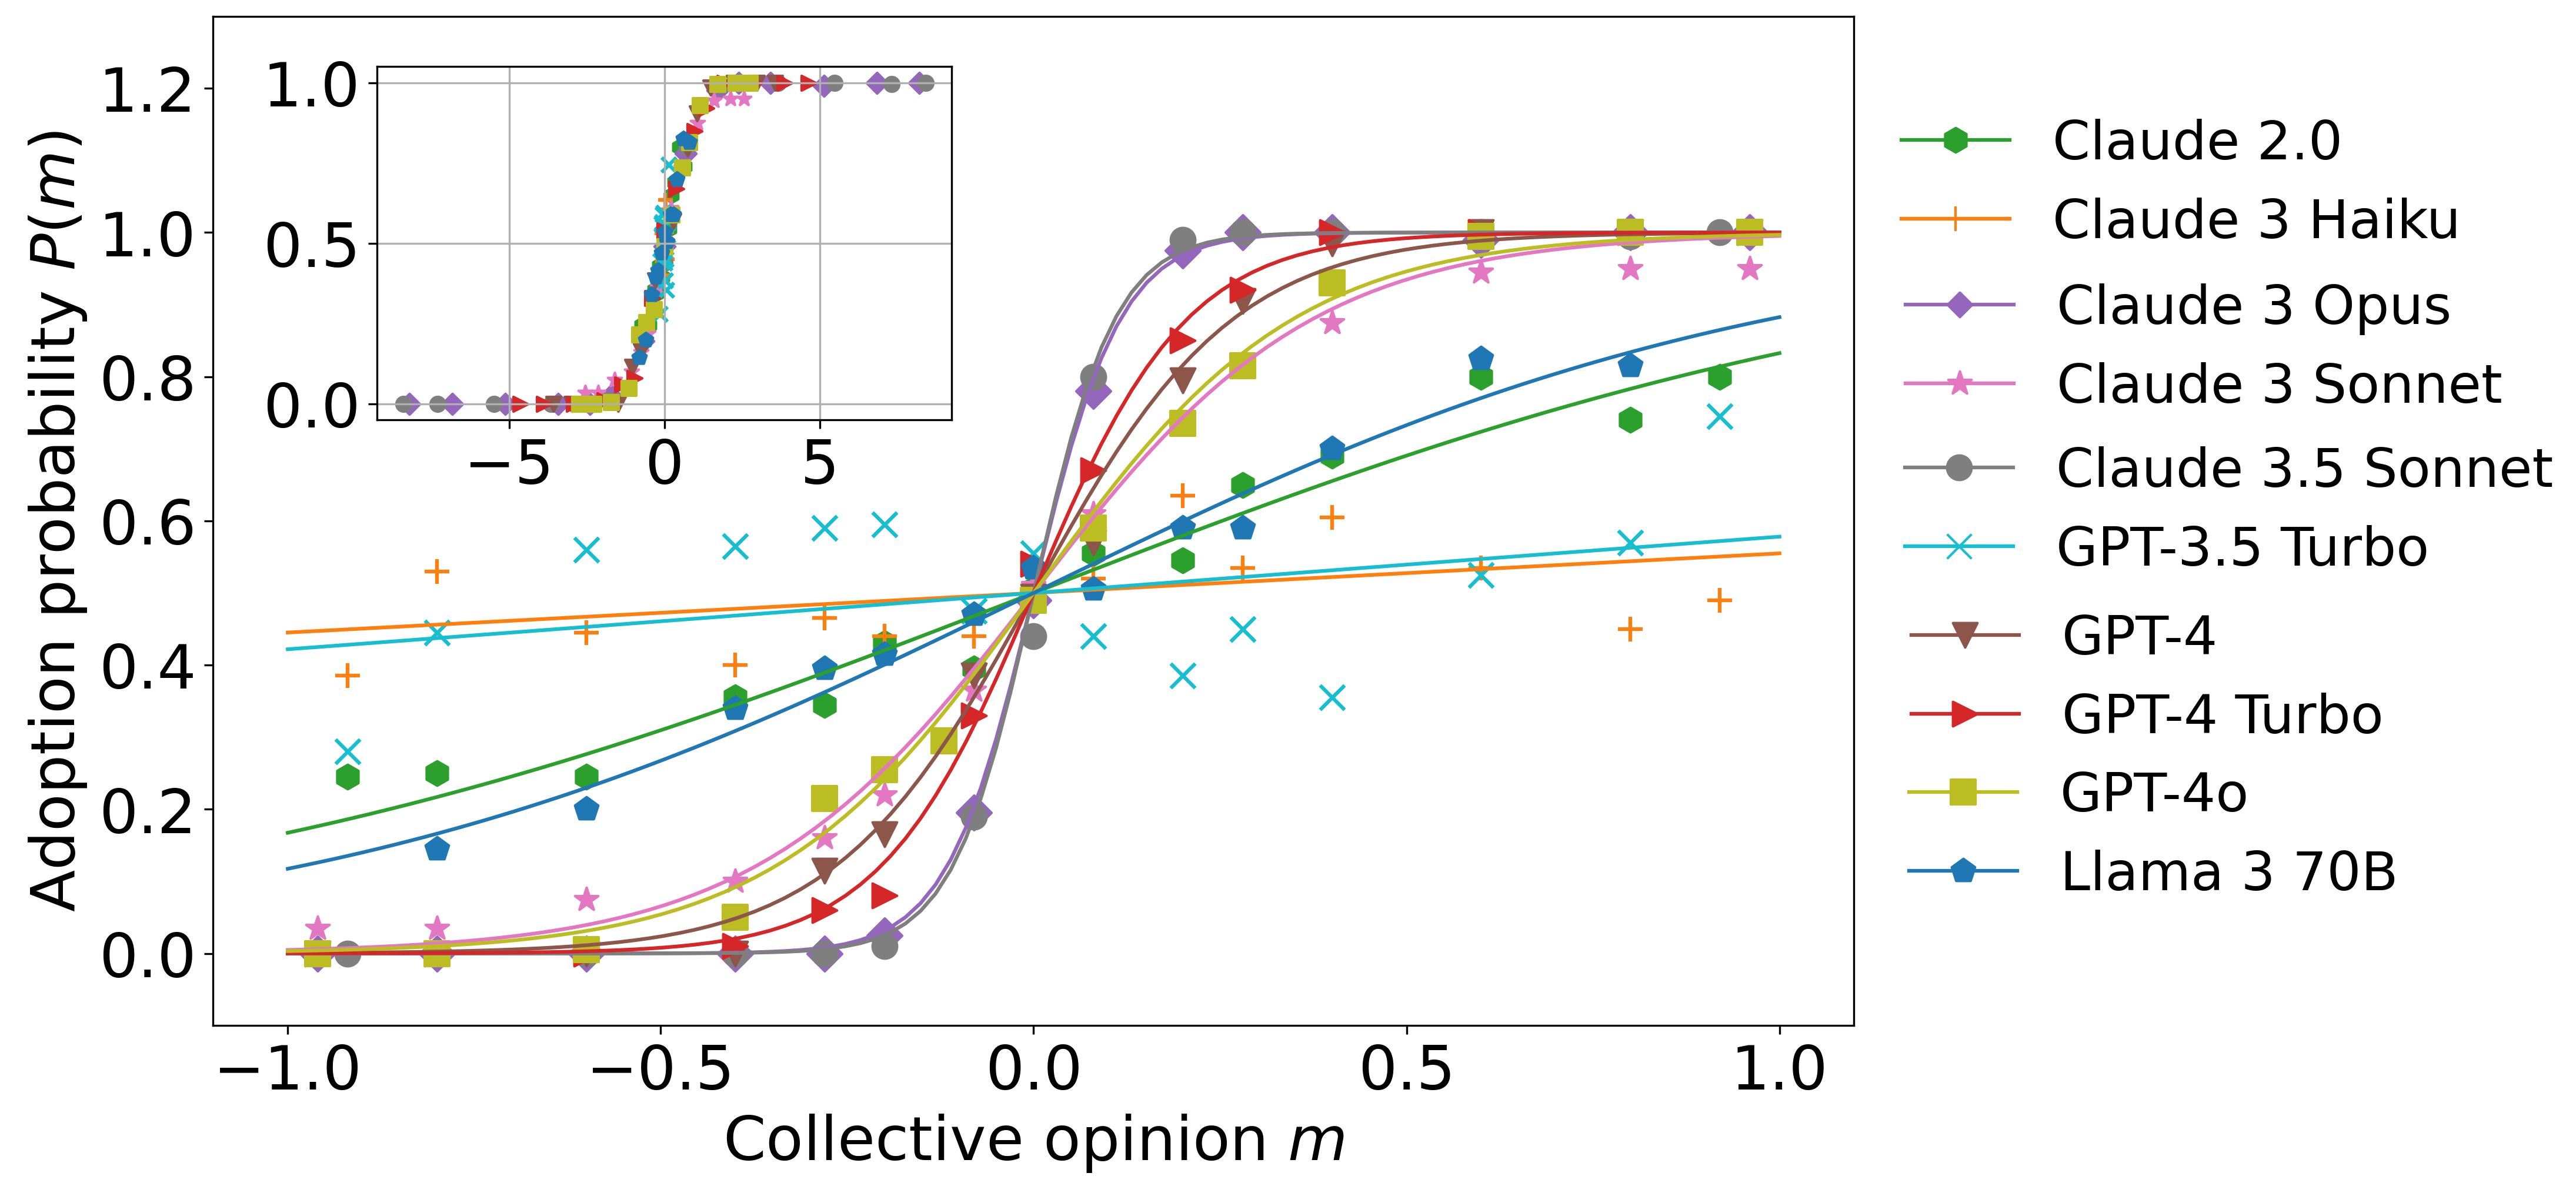 1.2
1.0
0.8
0.6
0.4
0.2
0.0
Adoption probability P(m)
1.0
0.5
0.0
−5 0 5
−1.0 −0.5 0.0 0.5 1.0
Collective opinion m
Claude 2.0
Claude 3 Haiku
Claude 3 Opus
Claude 3 Sonnet
Claude 3.5 Sonnet
GPT-3.5 Turbo
GPT-4
GPT-4 Turbo
GPT-4o
Llama 3 70B